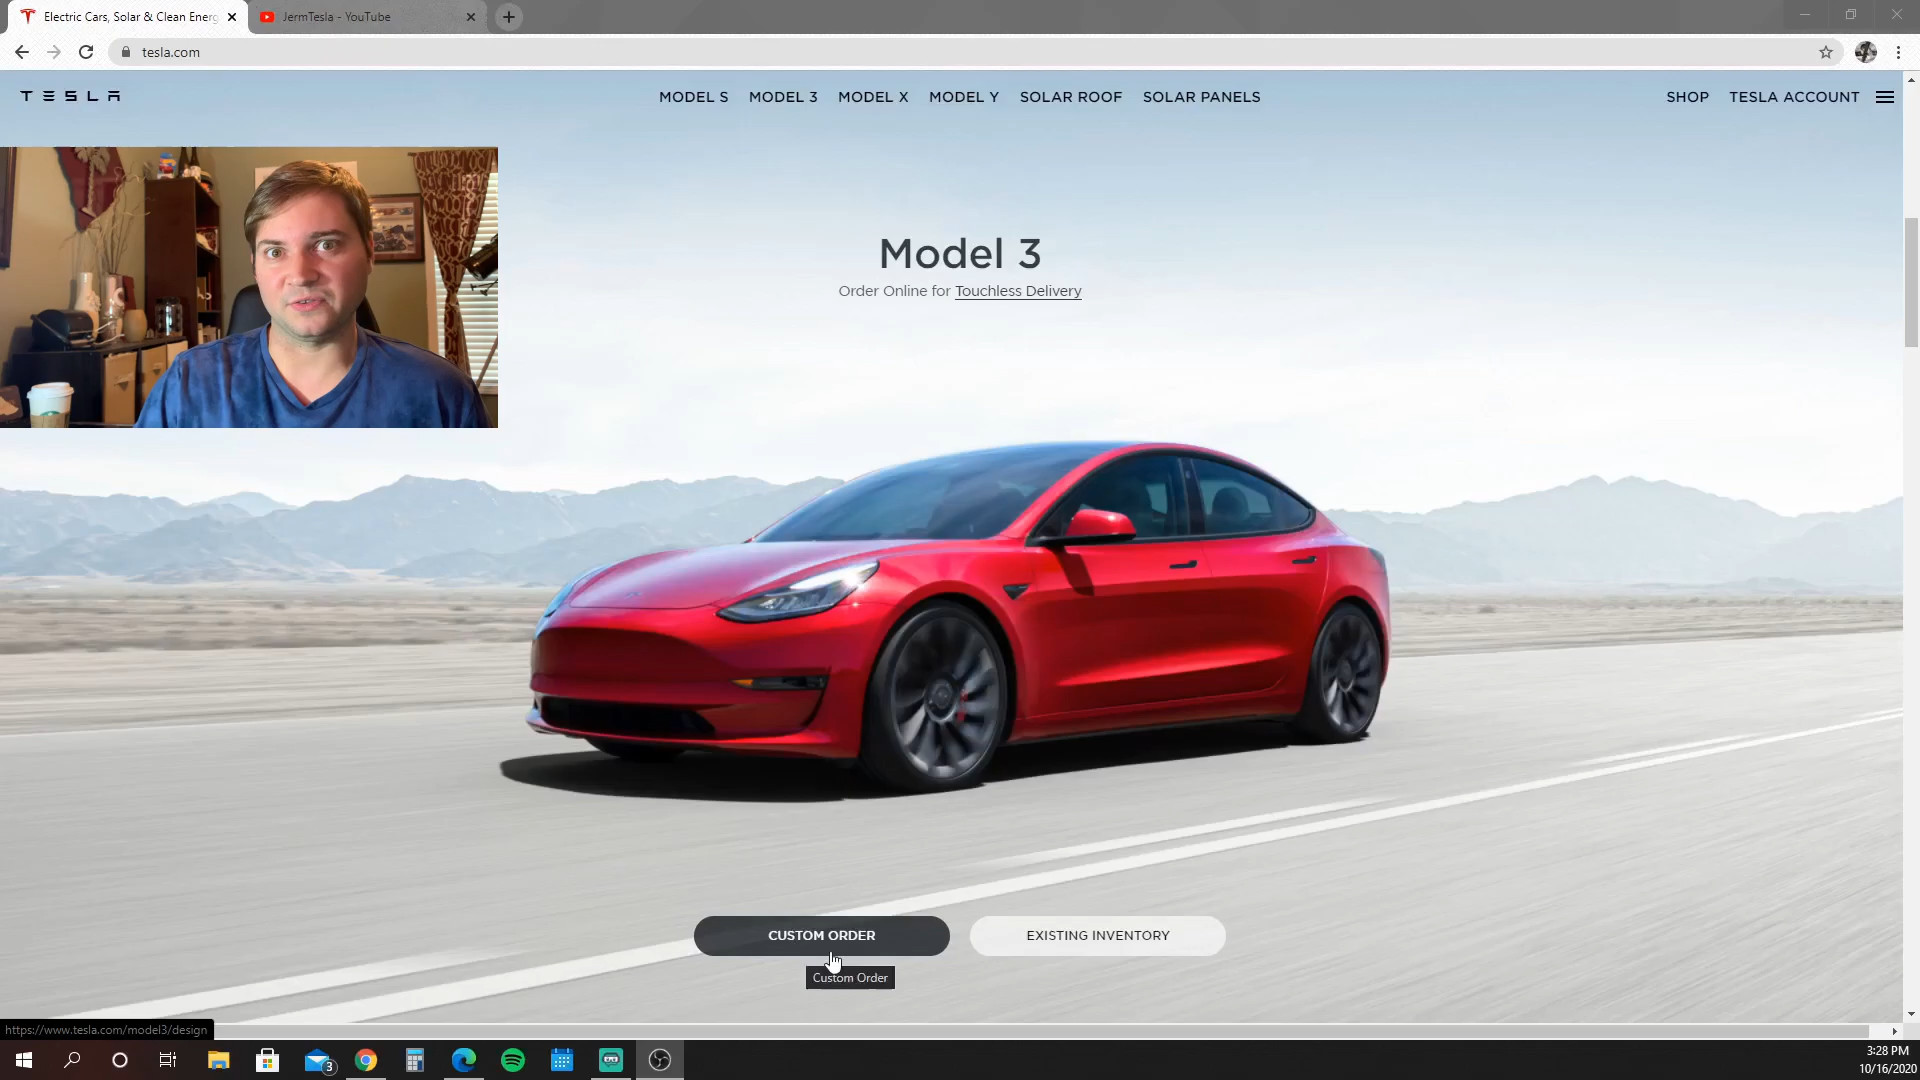 Electric Cars, Solar & Clean Energ
JermTesla - YouTube
tesla.com
TESLA
MODEL S
MODEL 3
MODEL X
MODEL Y
SOLAR ROOF
SOLAR PANELS
SHOP
TESLA ACCOUNT
Model 3
Order Online for Touchless Delivery
CUSTOM ORDER
EXISTING INVENTORY
Custom Order
https://www.tesla.com/model3/design
3
3:28 PM
10/16/2020